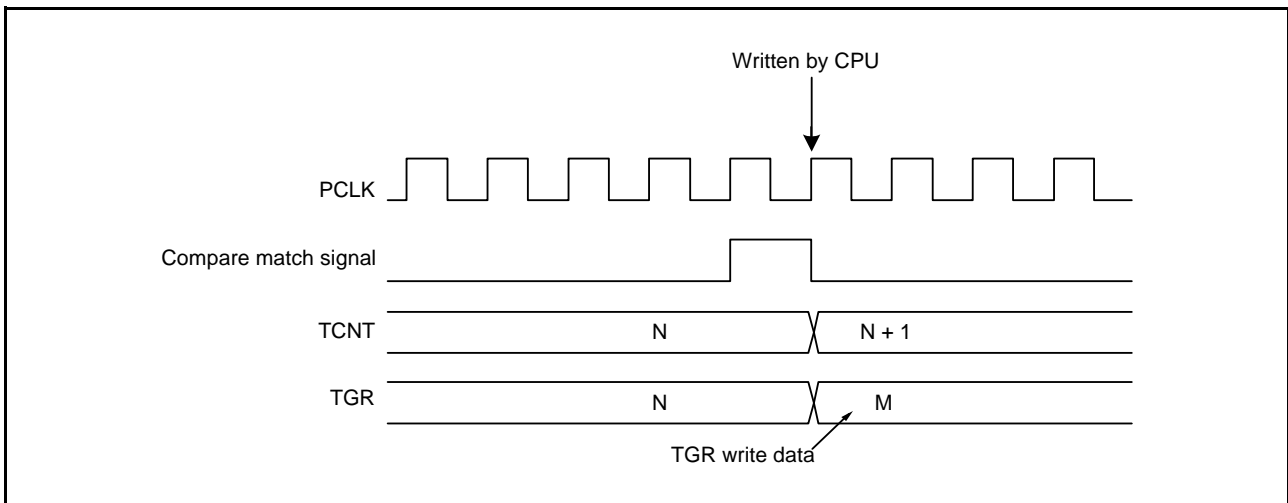 Written by CPU
PCLK
Compare match signal
TCNT
N
N + 1
TGR
N
M
TGR write data